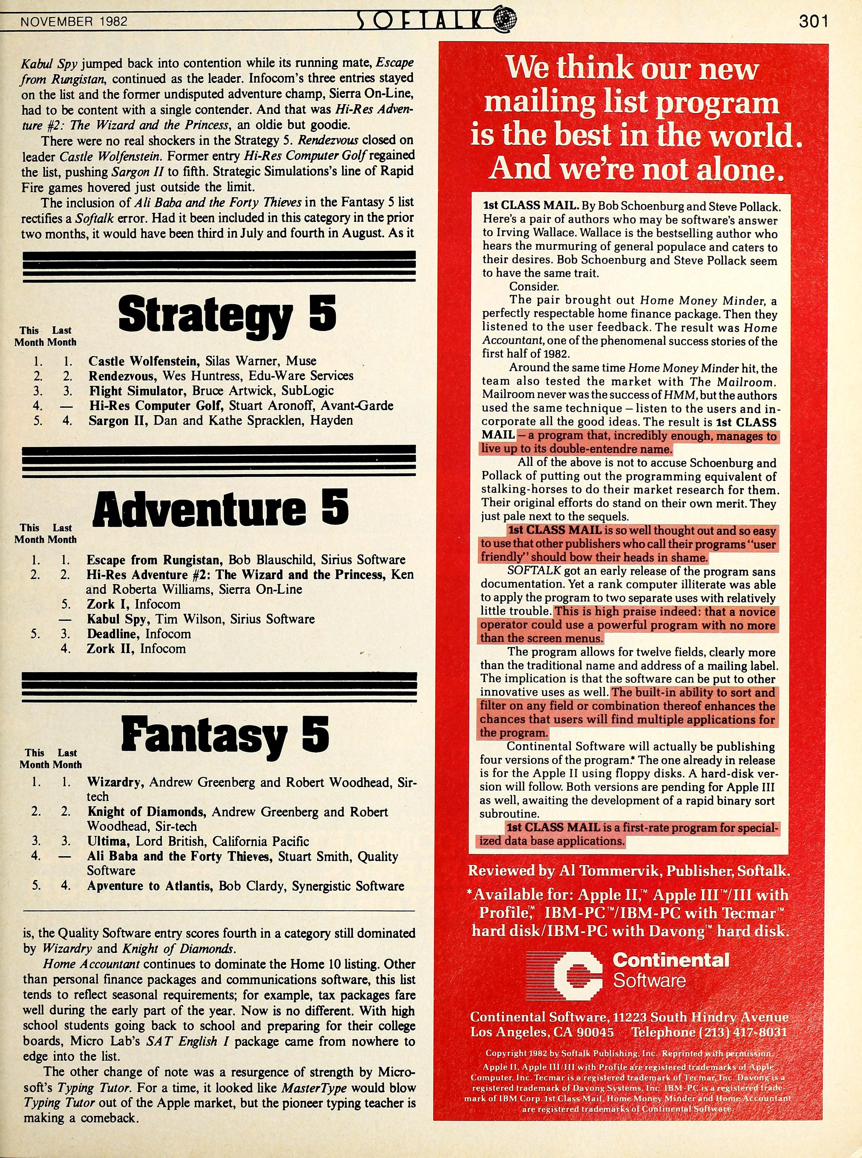 NOVEMBER 1982
SOFTALK
301
Kabul Spy jumped back into contention while its running mate, Escape
from Rungistan, continued as the leader. Infocom's three entries stayed
on the list and the former undisputed adventure champ, Sierra On-Line,
had to be content with a single contender. And that was Hi-Res Adven-
ture #2: The Wizard and the Princess, an oldie but goodie.
There were no real shockers in the Strategy 5. Rendezvous closed on
leader Castle Wolfenstein. Former entry Hi-Res Computer Golf regained
the list, pushing Sargon II to fifth. Strategic Simulations's line of Rapid
Fire games hovered just outside the limit.
The inclusion of Ali Baba and the Forty Thieves in the Fantasy 5 list
rectifies a Softalk error. Had it been included in this category in the prior
two months, it would have been third in July and fourth in August. As it
Strategy 5
This Last
Month Month
1. 1. Castle Wolfenstein, Silas Warner, Muse
2. 2. Rendezvous, Wes Huntress, Edu-Ware Services
3. 3. Flight Simulator, Bruce Artwick, SubLogic
4. — Hi-Res Computer Golf, Stuart Aronoff, Avant-Garde
5. 4. Sargon II, Dan and Kathe Spracklen, Hayden
Adventure 5
This Last
Month Month
1. 1. Escape from Rungistan, Bob Blauschild, Sirius Software
2. 2. Hi-Res Adventure #2: The Wizard and the Princess, Ken
and Roberta Williams, Sierra On-Line
5. Zork I, Infocom
— Kabul Spy, Tim Wilson, Sirius Software
5. 3. Deadline, Infocom
4. Zork II, Infocom
Fantasy 5
This Last
Month Month
1. 1. Wizardry, Andrew Greenberg and Robert Woodhead, Sir-
tech
2. 2. Knight of Diamonds, Andrew Greenberg and Robert
Woodhead, Sir-tech
3. 3. Ultima, Lord British, California Pacific
4. — Ali Baba and the Forty Thieves, Stuart Smith, Quality
Software
5. 4. Apventure to Atlantis, Bob Clardy, Synergistic Software
is, the Quality Software entry scores fourth in a category still dominated
by Wizardry and Knight of Diamonds.
Home Accountant continues to dominate the Home 10 listing. Other
than personal finance packages and communications software, this list
tends to reflect seasonal requirements; for example, tax packages fare
well during the early part of the year. Now is no different. With high
school students going back to school and preparing for their college
boards, Micro Lab's SAT English I package came from nowhere to
edge into the list.
The other change of note was a resurgence of strength by Micro-
soft's Typing Tutor. For a time, it looked like MasterType would blow
Typing Tutor out of the Apple market, but the pioneer typing teacher is
making a comeback.
We think our new
mailing list program
is the best in the world.
And we're not alone.
1st CLASS MAIL. By Bob Schoenburg and Steve Pollack.
Here's a pair of authors who may be software's answer
to Irving Wallace. Wallace is the bestselling author who
hears the murmuring of general populace and caters to
their desires. Bob Schoenburg and Steve Pollack seem
to have the same trait.
Consider.
The pair brought out Home Money Minder, a
perfectly respectable home finance package. Then they
listened to the user feedback. The result was Home
Accountant, one of the phenomenal success stories of the
first half of 1982.
Around the same time Home Money Minder hit, the
team also tested the market with The Mailroom.
Mailroom never was the success of HMM, but the authors
used the same technique — listen to the users and in-
corporate all the good ideas. The result is 1st CLASS
MAIL — a program that, incredibly enough, manages to
live up to its double-entendre name.
All of the above is not to accuse Schoenburg and
Pollack of putting out the programming equivalent of
stalking-horses to do their market research for them.
Their original efforts do stand on their own merit. They
just pale next to the sequels.
1st CLASS MAIL is so well thought out and so easy
to use that other publishers who call their programs "user
friendly" should bow their heads in shame.
SOFTALK got an early release of the program sans
documentation. Yet a rank computer illiterate was able
to apply the program to two separate uses with relatively
little trouble. This is high praise indeed: that a novice
operator could use a powerful program with no more
than the screen menus.
The program allows for twelve fields, clearly more
than the traditional name and address of a mailing label.
The implication is that the software can be put to other
innovative uses as well. The built-in ability to sort and
filter on any field or combination thereof enhances the
chances that users will find multiple applications for
the program.
Continental Software will actually be publishing
four versions of the program.* The one already in release
is for the Apple II using floppy disks. A hard-disk ver-
sion will follow. Both versions are pending for Apple III
as well, awaiting the development of a rapid binary sort
subroutine.
1st CLASS MAIL is a first-rate program for special-
ized data base applications.
Reviewed by Al Tommervik, Publisher, Softalk.
*Available for: Apple II,™ Apple III™/III with
Profile,™ IBM-PC™/IBM-PC with Tecmar™
hard disk/IBM-PC with Davong™ hard disk.
Continental
Software
Continental Software, 11223 South Hindry Avenue
Los Angeles, CA 90045 Telephone (213) 417-8031
Copyright 1982 by Softalk Publishing, Inc. Reprinted with permission.
Apple II, Apple III/III with Profile are registered trademarks of Apple
Computer, Inc. Tecmar is a registered trademark of Tecmar, Inc. Davong is a
registered trademark of Davong Systems, Inc. IBM-PC is a registered trade
mark of IBM Corp. 1st Class Mail, Home Money Minder and Home Accountant
are registered trademarks of Continental Software.